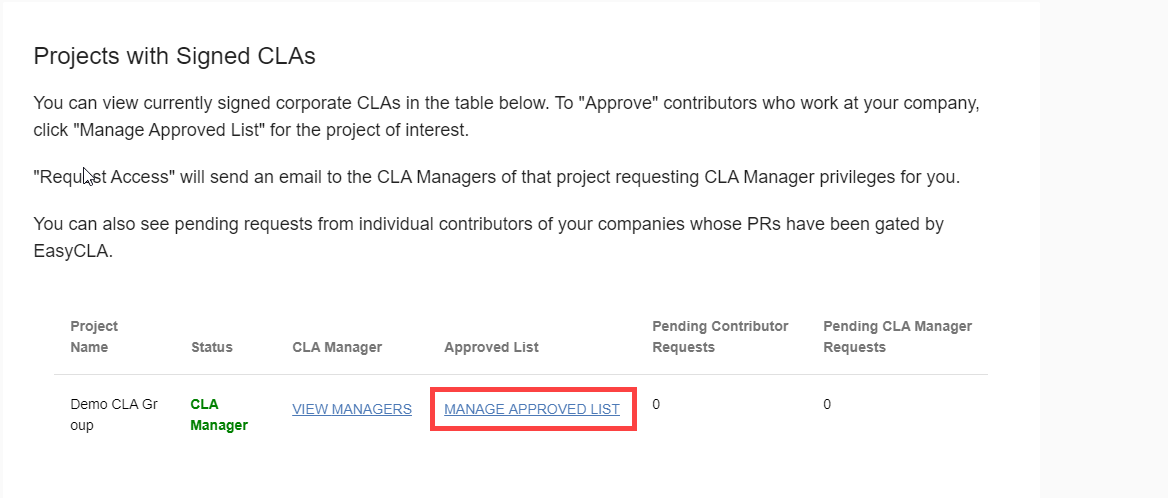 Projects with Signed CLAs
You can view currently signed corporate CLAs in the table below. To "Approve" contributors who work at your company,
click "Manage Approved List" for the project of interest.
"Request Access" will send an email to the CLA Managers of that project requesting CLA Manager privileges for you.
You can also see pending requests from individual contributors of your companies whose PRs have been gated by
EasyCLA.
Project
Name
Status
CLA Manager
Approved List
Pending Contributor
Requests
Pending CLA Manager
Requests
Demo CLA Gr
oup
CLA
Manager
VIEW MANAGERS
MANAGE APPROVED LIST
0
0